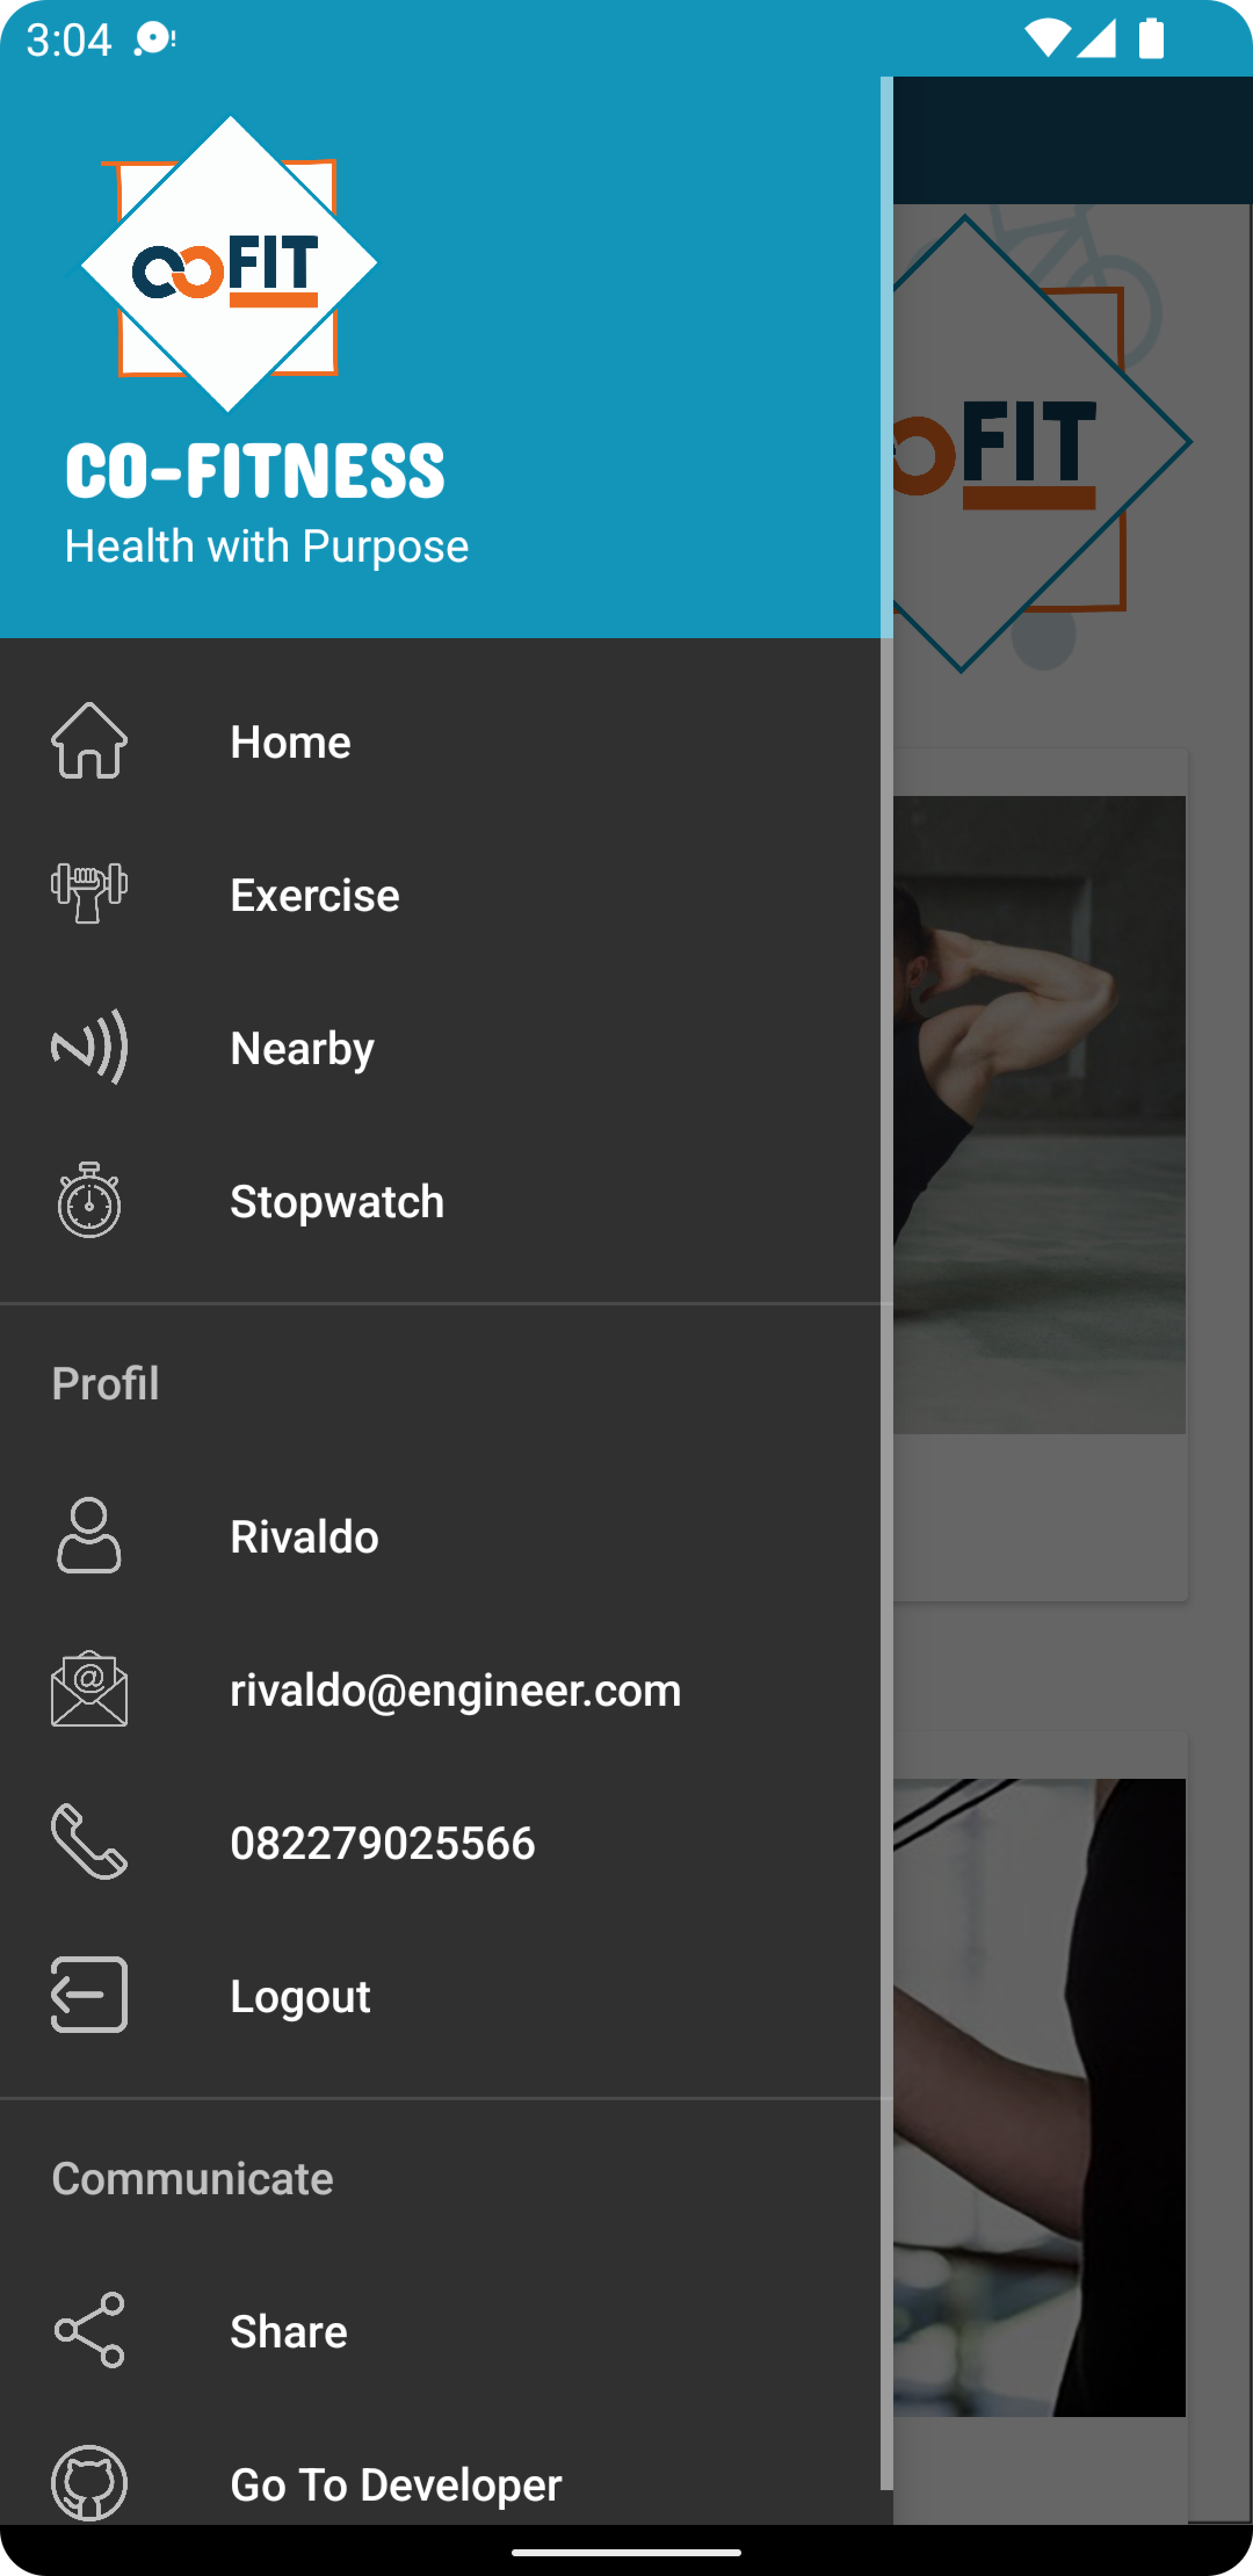 3:04
COFIT
CO-FITNESS
Health with Purpose
OFIT
Home
Exercise
Nearby
Stopwatch
Profil
Rivaldo
rivaldo@engineer.com
082279025566
Logout
Communicate
Share
Go To Developer